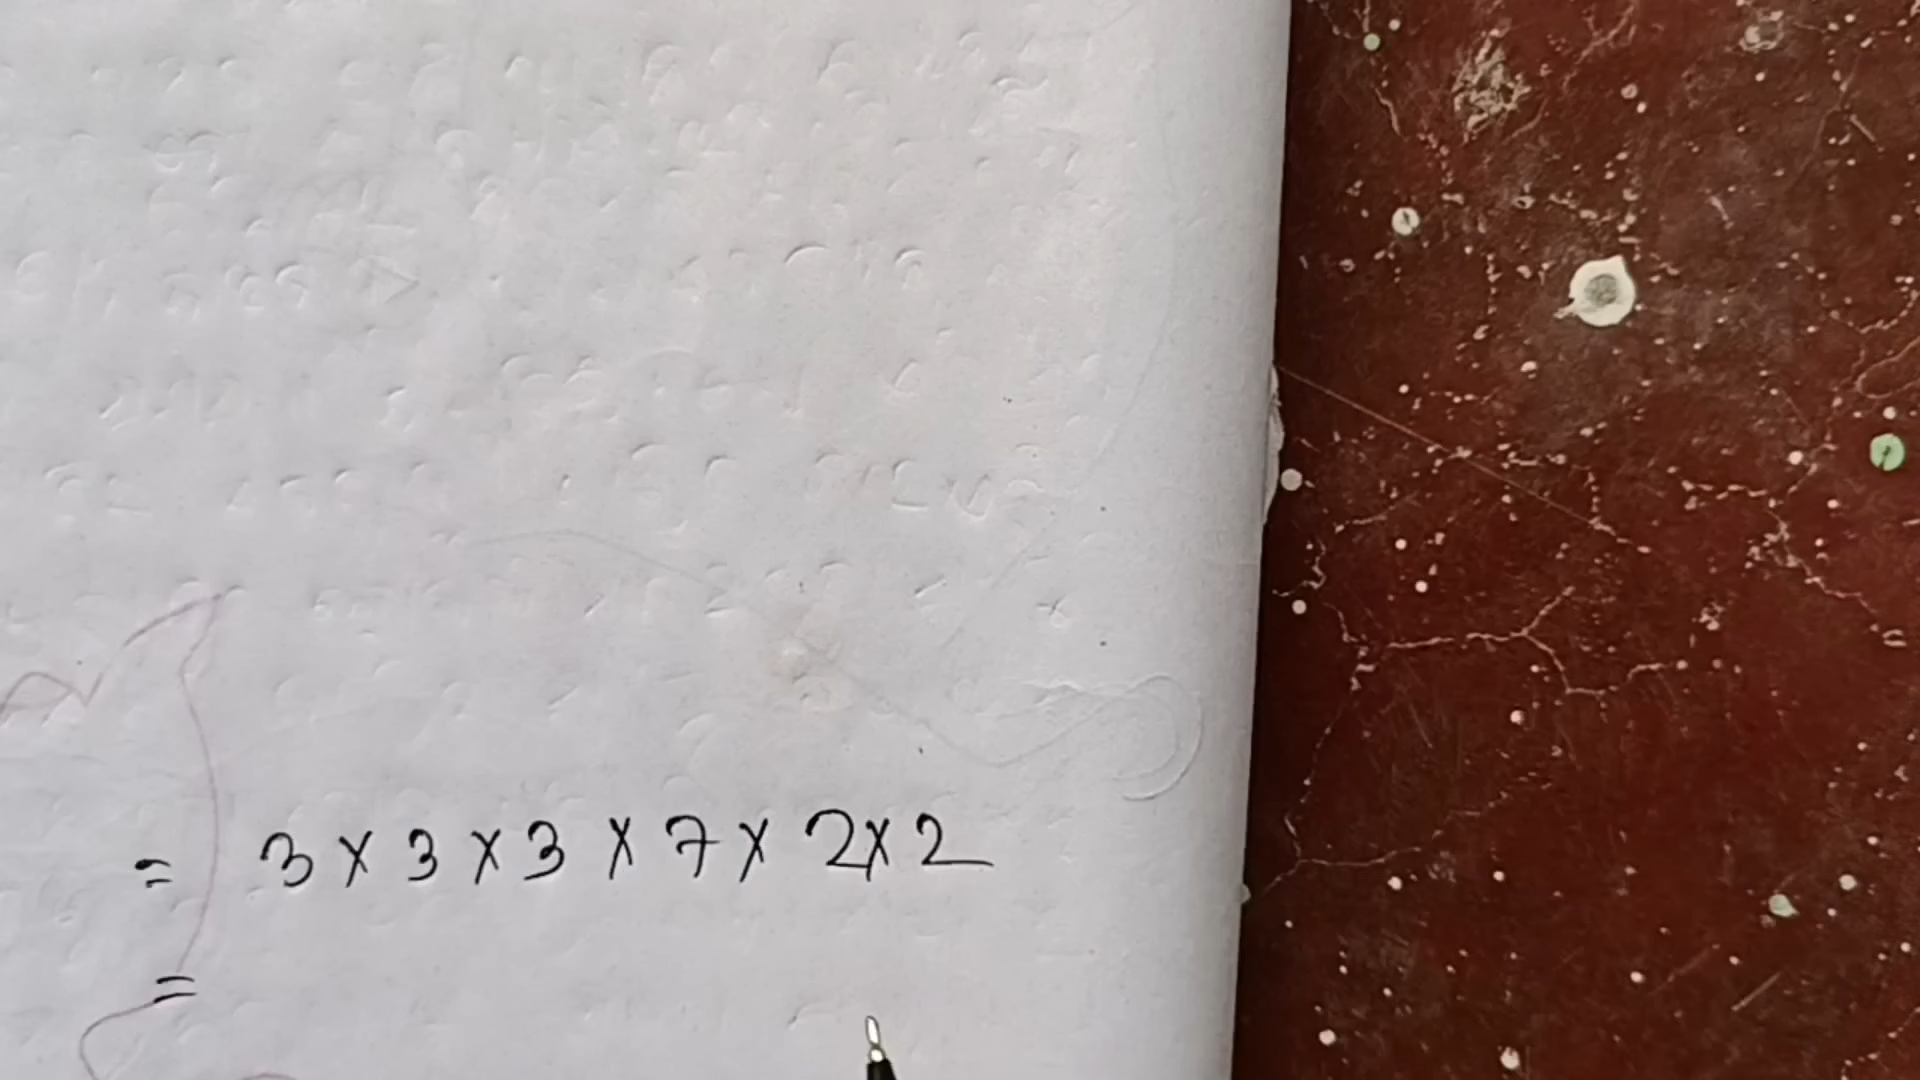 = 3 × 3 × 3 × 7 × 2 × 2
=